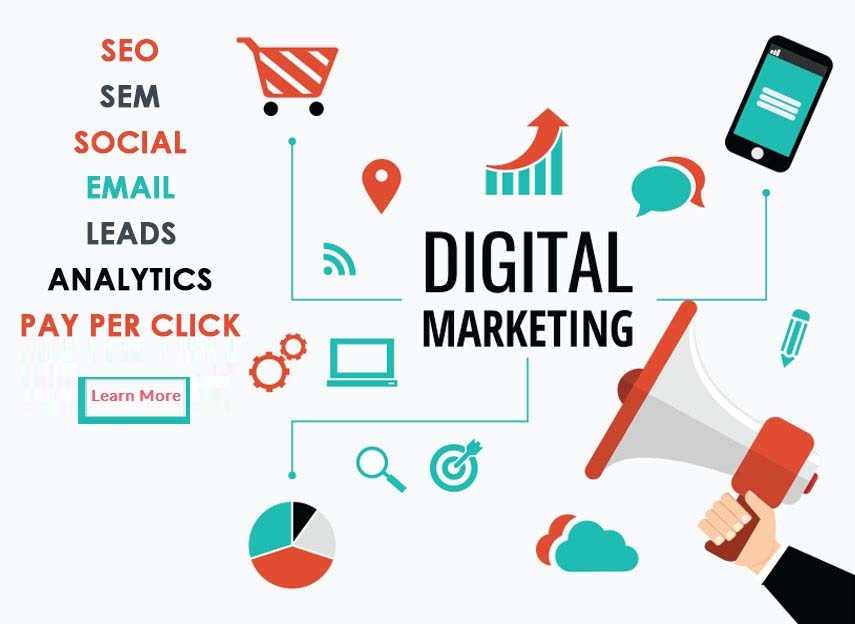 SEO
SEM
SOCIAL
EMAIL
LEADS
ANALYTICS
PAY PER CLICK
Learn More
DIGITAL
MARKETING